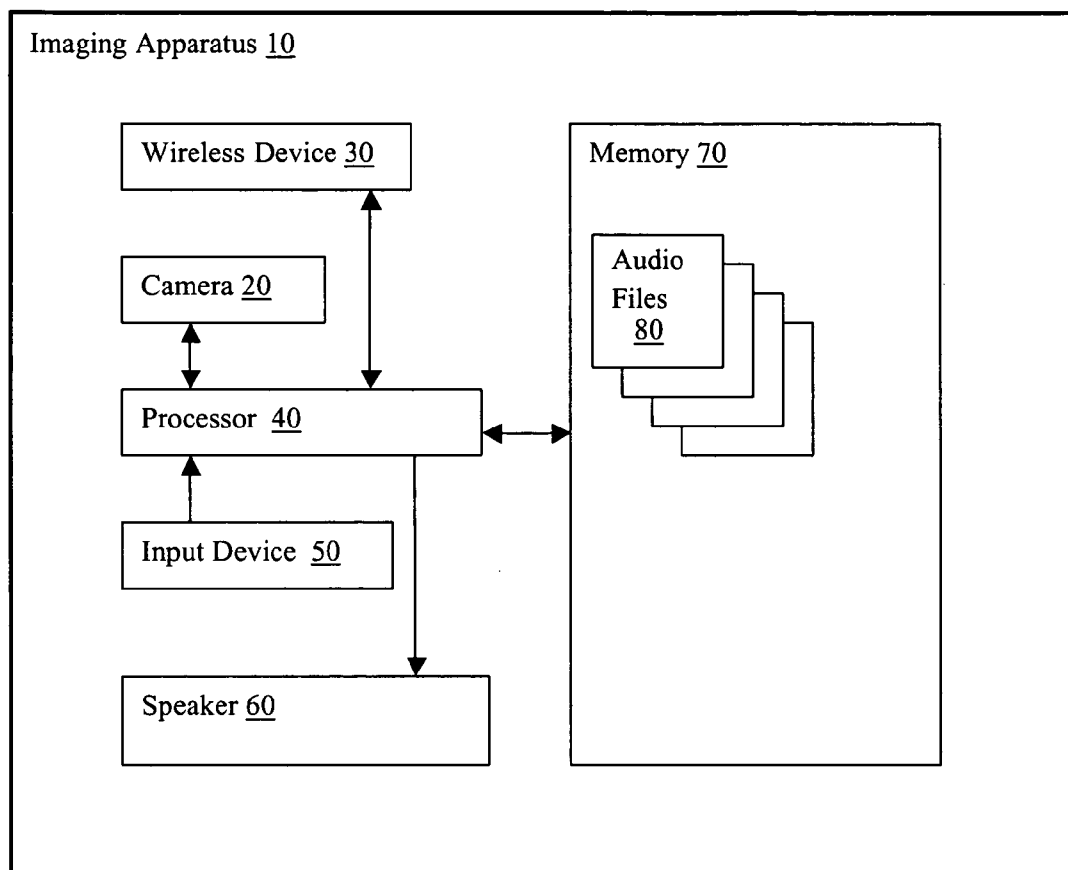 Imaging Apparatus 10
Wireless Device 30
Camera 20
Processor 40
Input Device 50
Speaker 60
Memory 70
Audio
Files
80